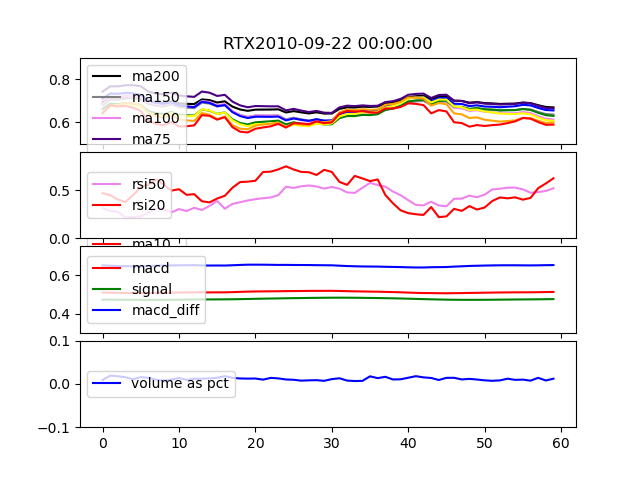 RTX2010-09-22 00:00:00
0.8
0.6
ma200
ma150
ma100
ma75
0.5
0.0
rsi50
rsi20
ma10
0.6
0.4
macd
signal
macd_diff
0.1
0.0
−0.1
volume as pct
0 10 20 30 40 50 60